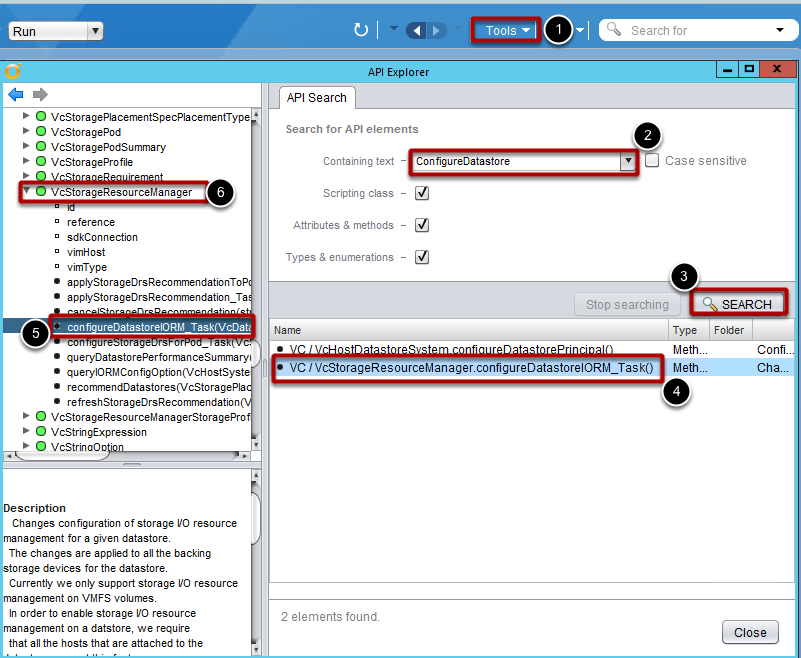 Run
Tools
1
Search for
API Explorer
VcStoragePlacementSpecPlacementType
VcStoragePod
VcStoragePodSummary
VcStorageProfile
VcStorageRequirement
VcStorageResourceManager
6
id
reference
sdkConnection
vimHost
vimType
applyStorageDrsRecommendationToPo
applyStorageDrsRecommendation_Tas
cancelStorageDrsRecommendation(str
5
configureDatastoreIORM_Task(VcData
configureStorageDrsForPod_Task(VcS
queryDatastorePerformanceSummary(
queryIORMConfigOption(VcHostSystem
recommendDatastores(VcStoragePlac
refreshStorageDrsRecommendation(V
VcStorageResourceManagerStorageProf
VcStringExpression
VcStringOption
Description
Changes configuration of storage I/O resource
management for a given datastore.
The changes are applied to all the backing
storage devices for the datastore.
Currently we only support storage I/O resource
management on VMFS volumes.
In order to enable storage I/O resource
management on a datstore, we require
that all the hosts that are attached to the
API Search
Search for API elements
2
Containing text – ConfigureDatastore
Case sensitive
Scripting class –
Attributes & methods –
Types & enumerations –
3
Stop searching
SEARCH
Name Type Folder
VC / VcHostDatastoreSystem.configureDatastorePrincipal() Meth... Confi...
VC / VcStorageResourceManager.configureDatastoreIORM_Task() Meth... Cha...
4
2 elements found.
Close